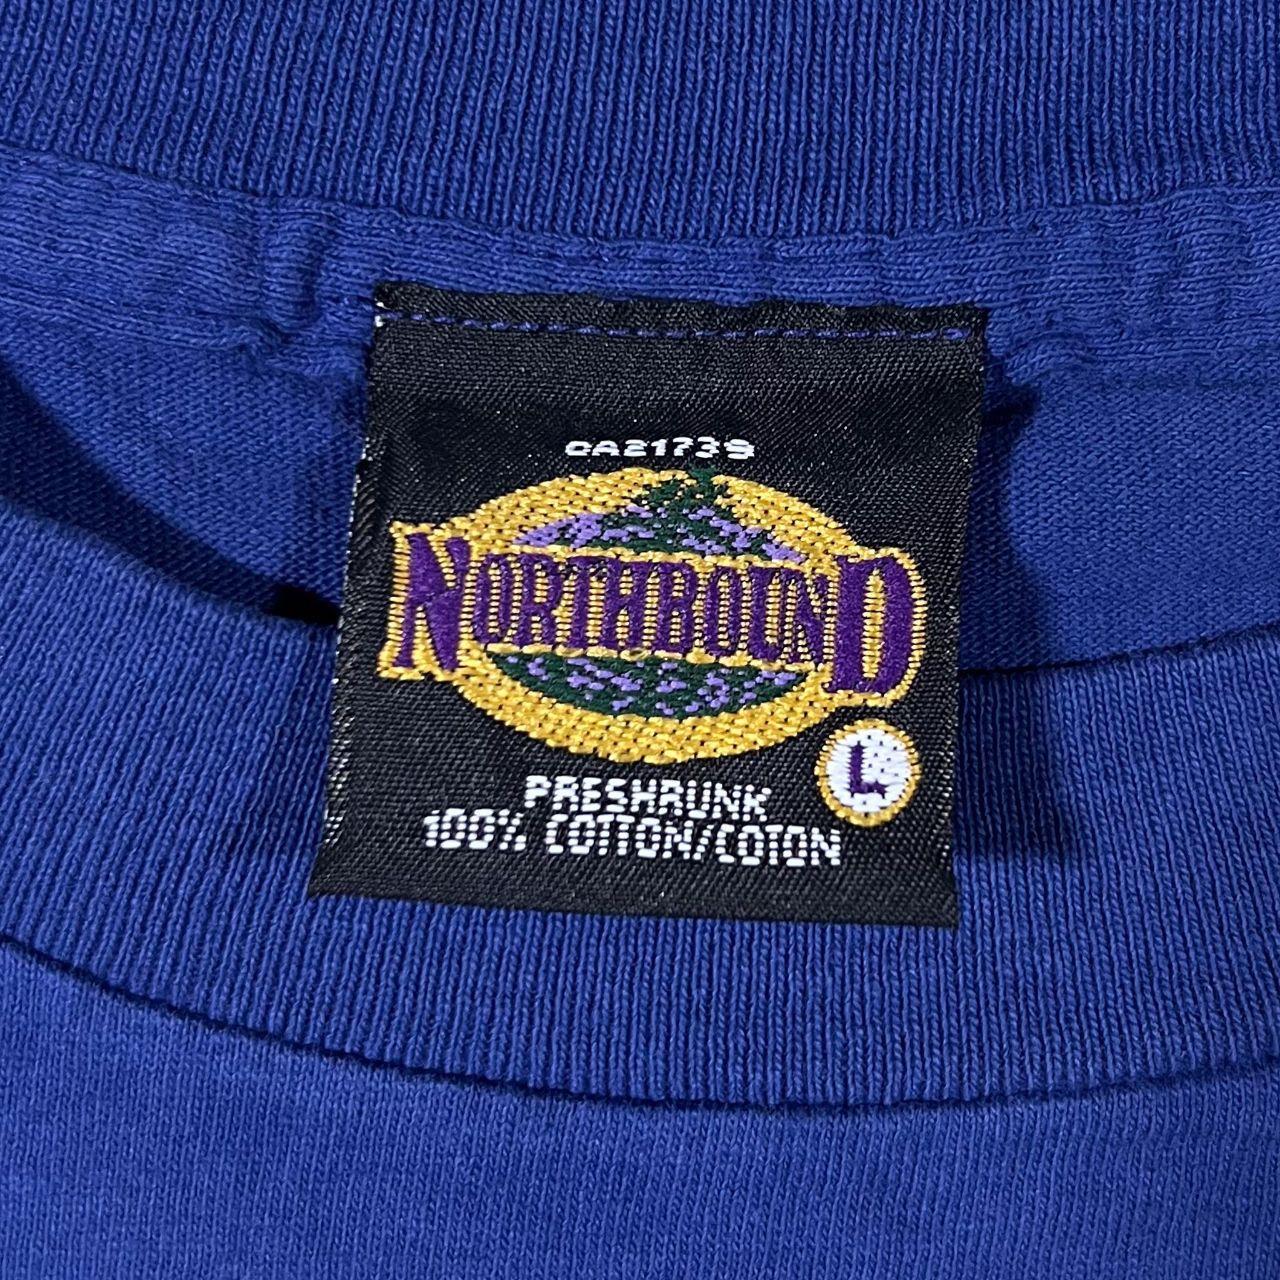 CA21739
NORTHBOUND
L
PRESHRUNK
100% COTTON/COTON